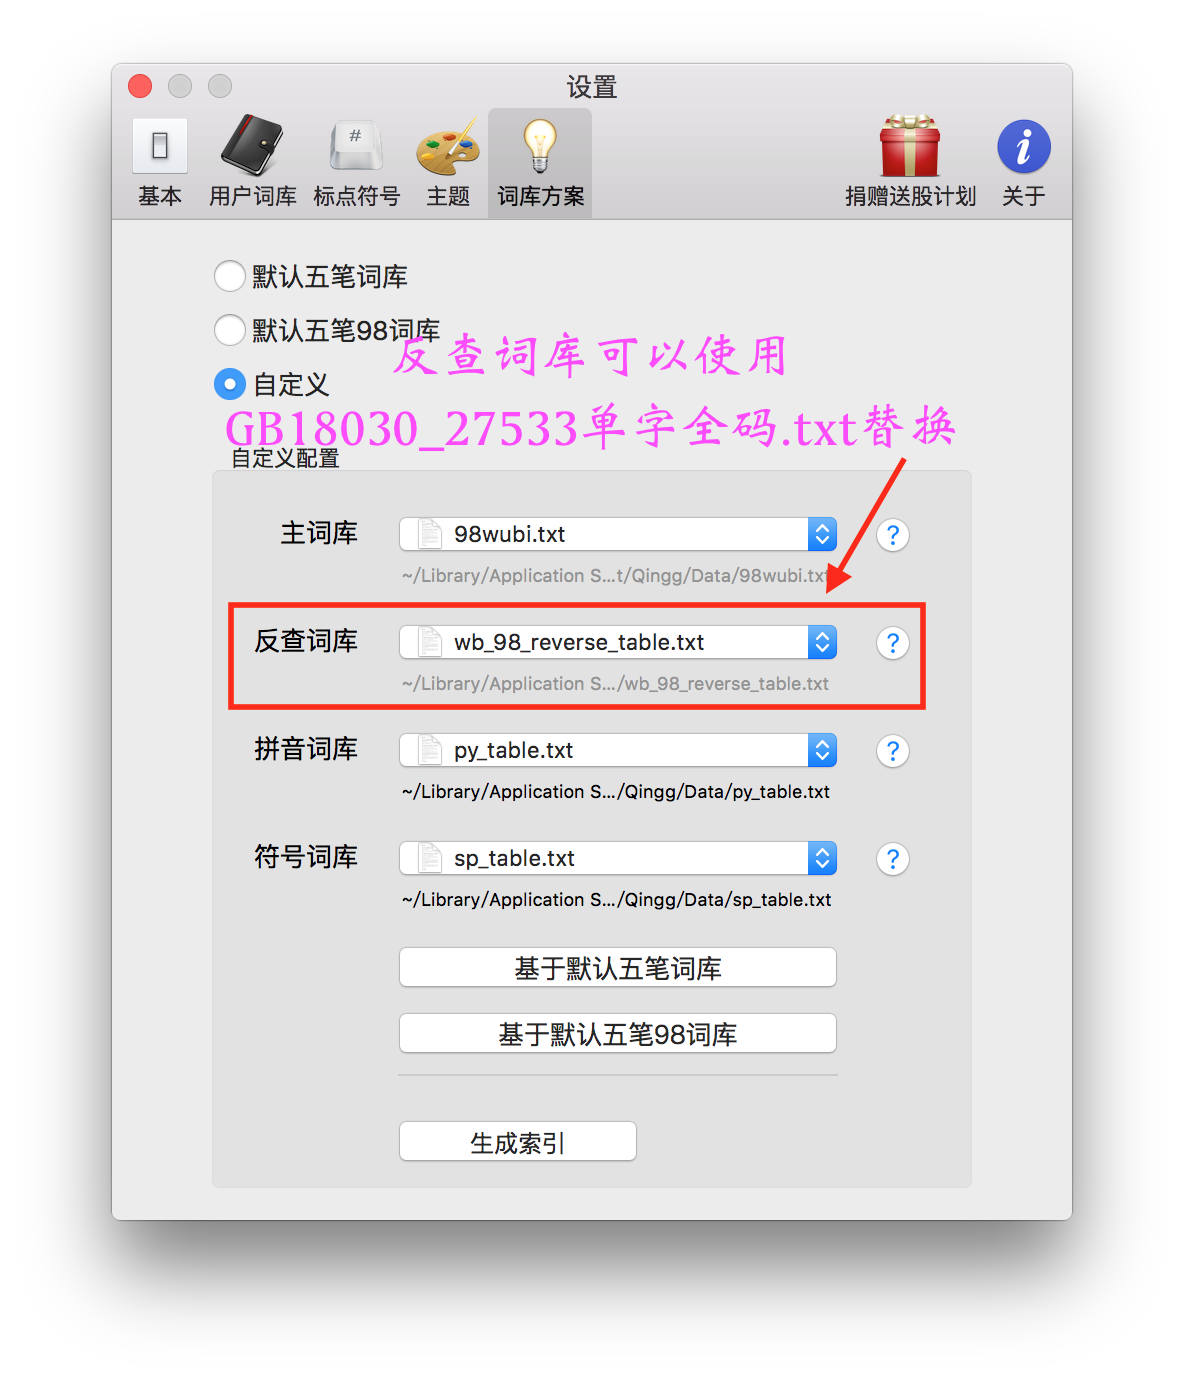 设置
#
基本 用户词库 标点符号 主题 词库方案 捐赠送股计划 关于
默认五笔词库
默认五笔98词库
反查词库可以使用
自定义
GB18030_27533单字全码.txt替换
自定义配置
主词库 98wubi.txt ?
~/Library/Application S...t/Qingg/Data/98wubi.txt
反查词库 wb_98_reverse_table.txt ?
~/Library/Application S.../wb_98_reverse_table.txt
拼音词库 py_table.txt ?
~/Library/Application S.../Qingg/Data/py_table.txt
符号词库 sp_table.txt ?
~/Library/Application S.../Qingg/Data/sp_table.txt
基于默认五笔词库
基于默认五笔98词库
生成索引